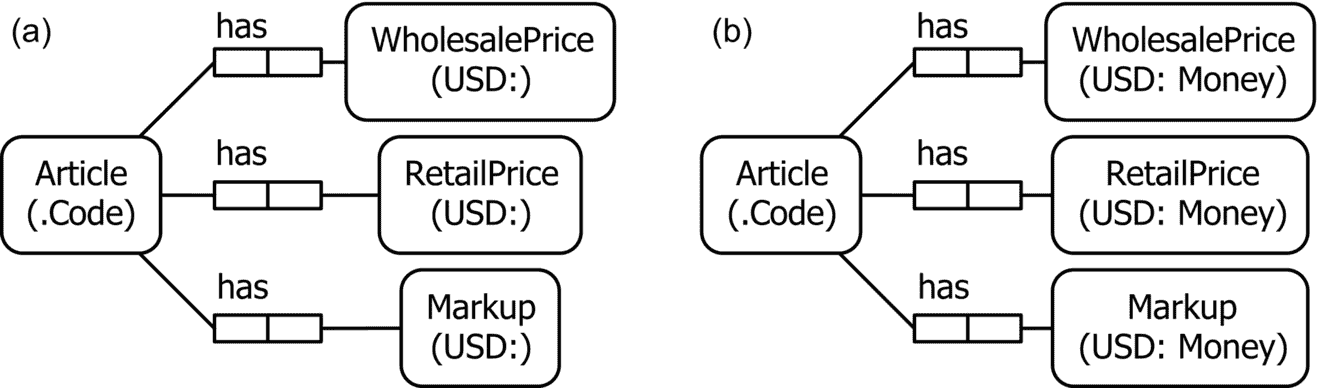 (a)
has
WholesalePrice
(USD:)
Article
(.Code)
has
RetailPrice
(USD:)
has
Markup
(USD:)
(b)
has
WholesalePrice
(USD: Money)
Article
(.Code)
has
RetailPrice
(USD: Money)
has
Markup
(USD: Money)